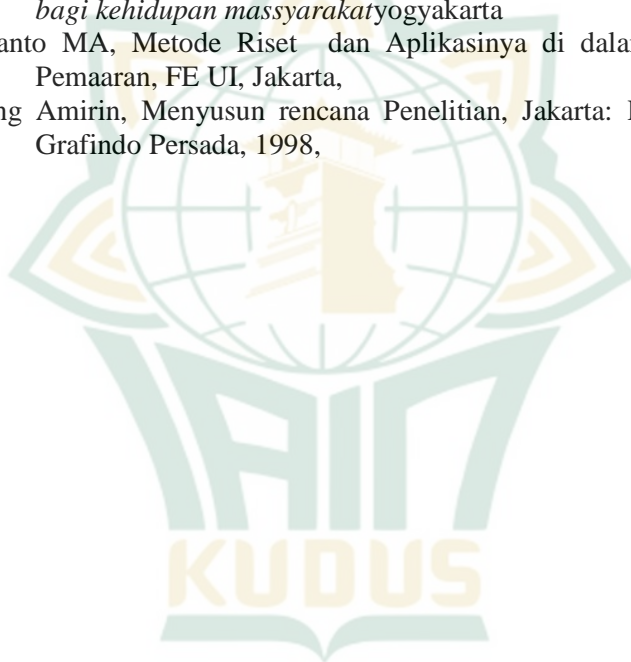 bagi kehidupan massyarakatyogyakarta
anto MA, Metode Riset dan Aplikasinya di dala
Pemaaran, FE UI, Jakarta,
ng Amirin, Menyusun rencana Penelitian, Jakarta:
Grafindo Persada, 1998,
IAIN
KUDUS